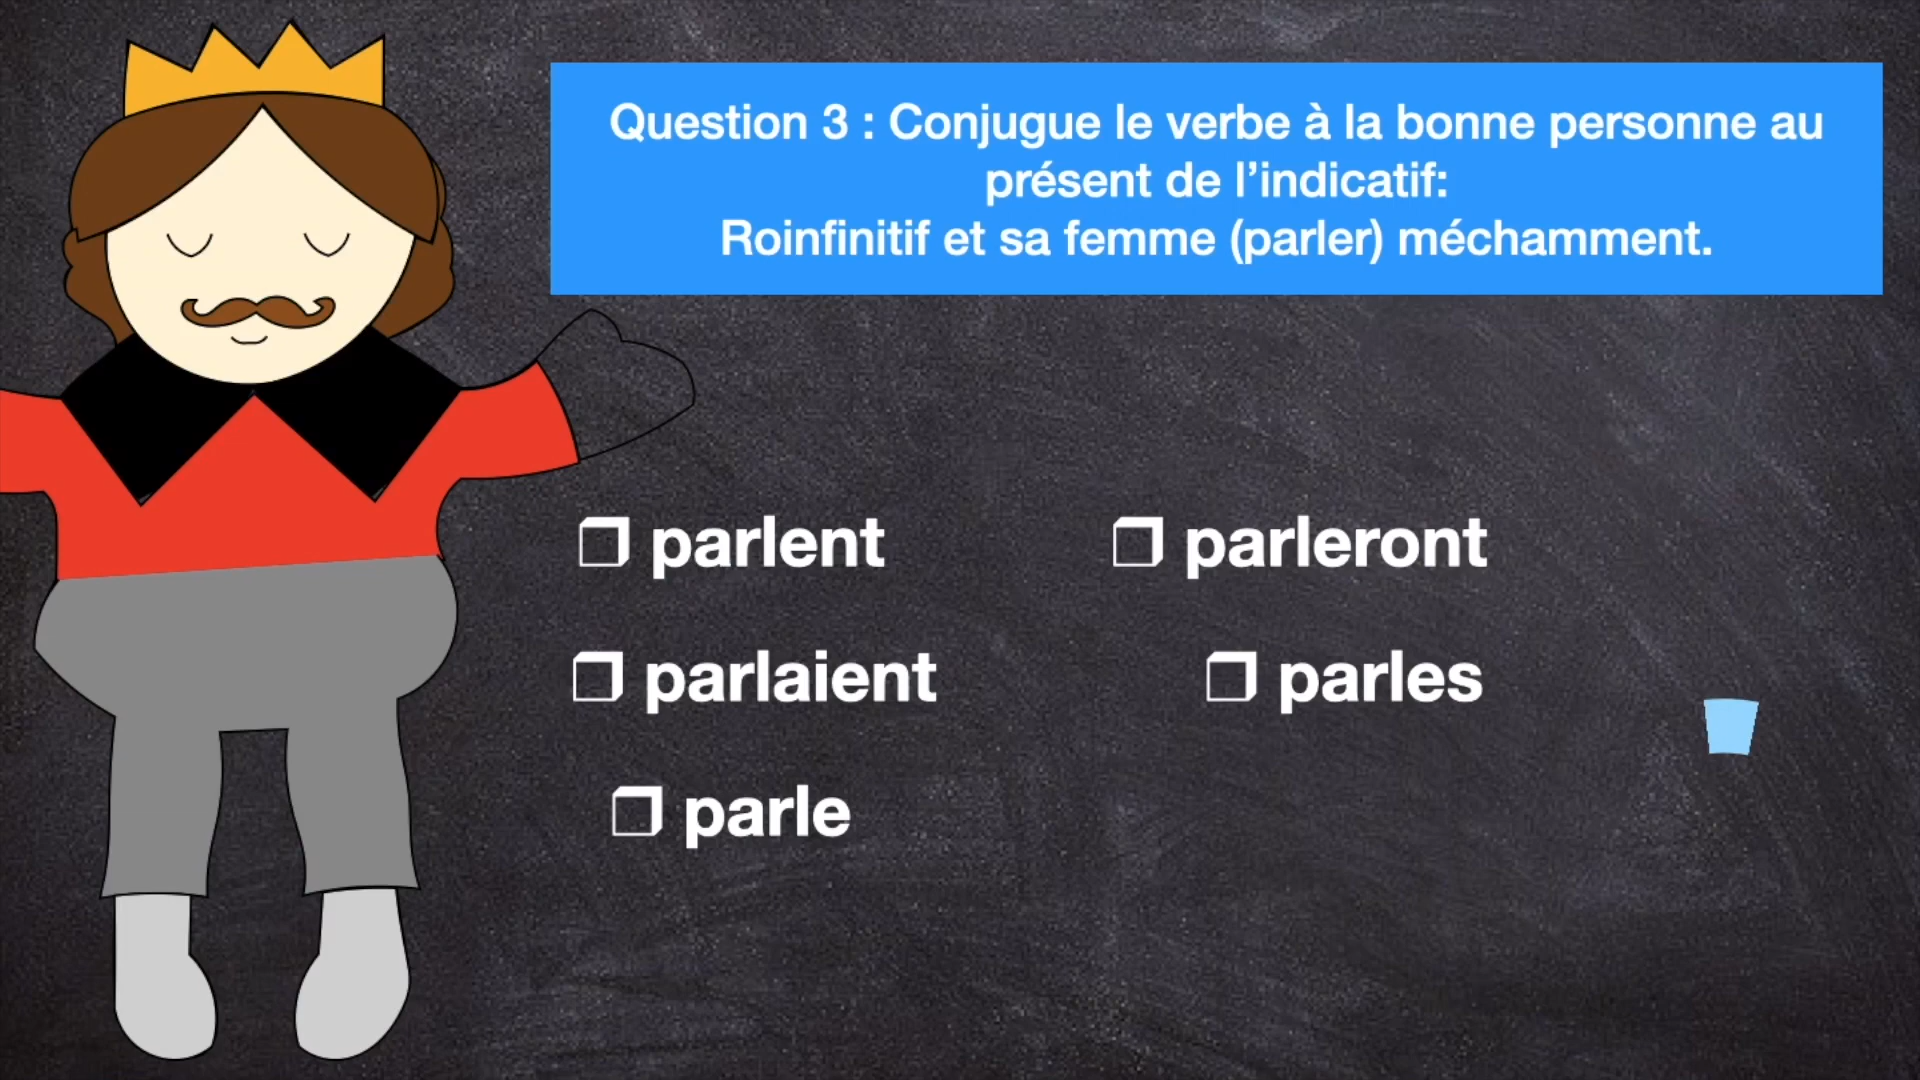 Question 3 : Conjugue le verbe à la bonne personne au
présent de l’indicatif:
Roinfinitif et sa femme (parler) méchamment.
❒ parlent
❒ parleront
❒ parlaient
❒ parles
❒ parle